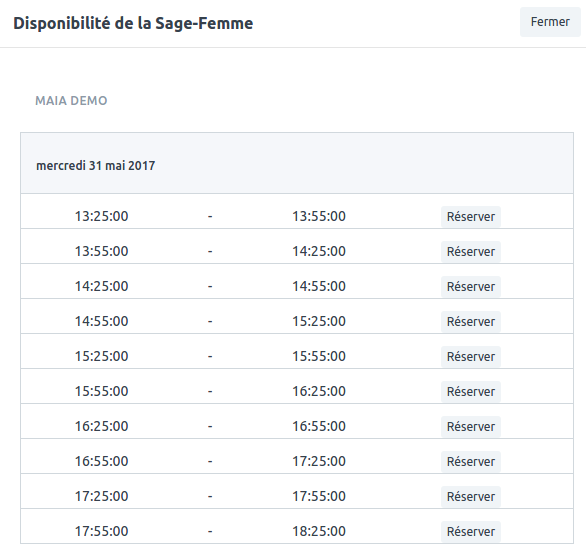 Disponibilité de la Sage-Femme Fermer
MAIA DEMO
mercredi 31 mai 2017
13:25:00 - 13:55:00 Réserver
13:55:00 - 14:25:00 Réserver
14:25:00 - 14:55:00 Réserver
14:55:00 - 15:25:00 Réserver
15:25:00 - 15:55:00 Réserver
15:55:00 - 16:25:00 Réserver
16:25:00 - 16:55:00 Réserver
16:55:00 - 17:25:00 Réserver
17:25:00 - 17:55:00 Réserver
17:55:00 - 18:25:00 Réserver